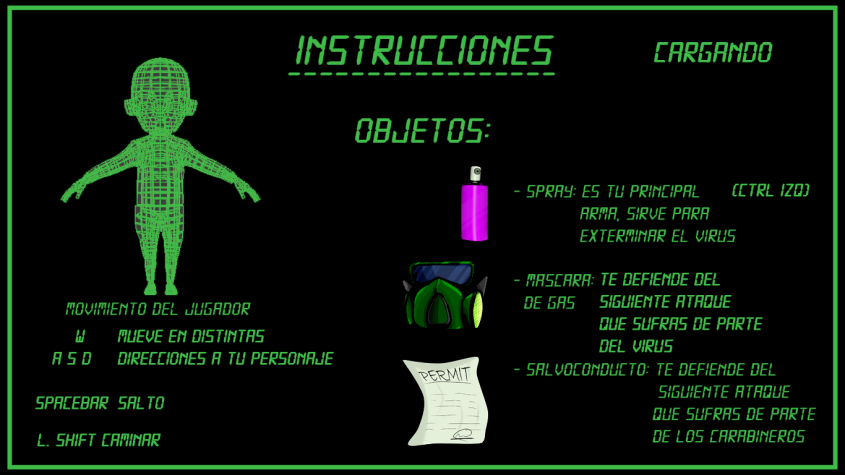 INSTRUCCIONES
CARGANDO
OBJETOS:
- SPRAY: ES TU PRINCIPAL (CTRL IZQ)
ARMA, SIRVE PARA
EXTERMINAR EL VIRUS
- MASCARA: TE DEFIENDE DEL
DE GAS SIGUIENTE ATAQUE
QUE SUFRAS DE PARTE
DEL VIRUS
PERMIT
- SALVOCONDUCTO: TE DEFIENDE DEL
SIGUIENTE ATAQUE
QUE SUFRAS DE PARTE
DE LOS CARABINEROS
MOVIMIENTO DEL JUGADOR
W MUEVE EN DISTINTAS
A S D DIRECCIONES A TU PERSONAJE
SPACEBAR SALTO
L. SHIFT CAMINAR